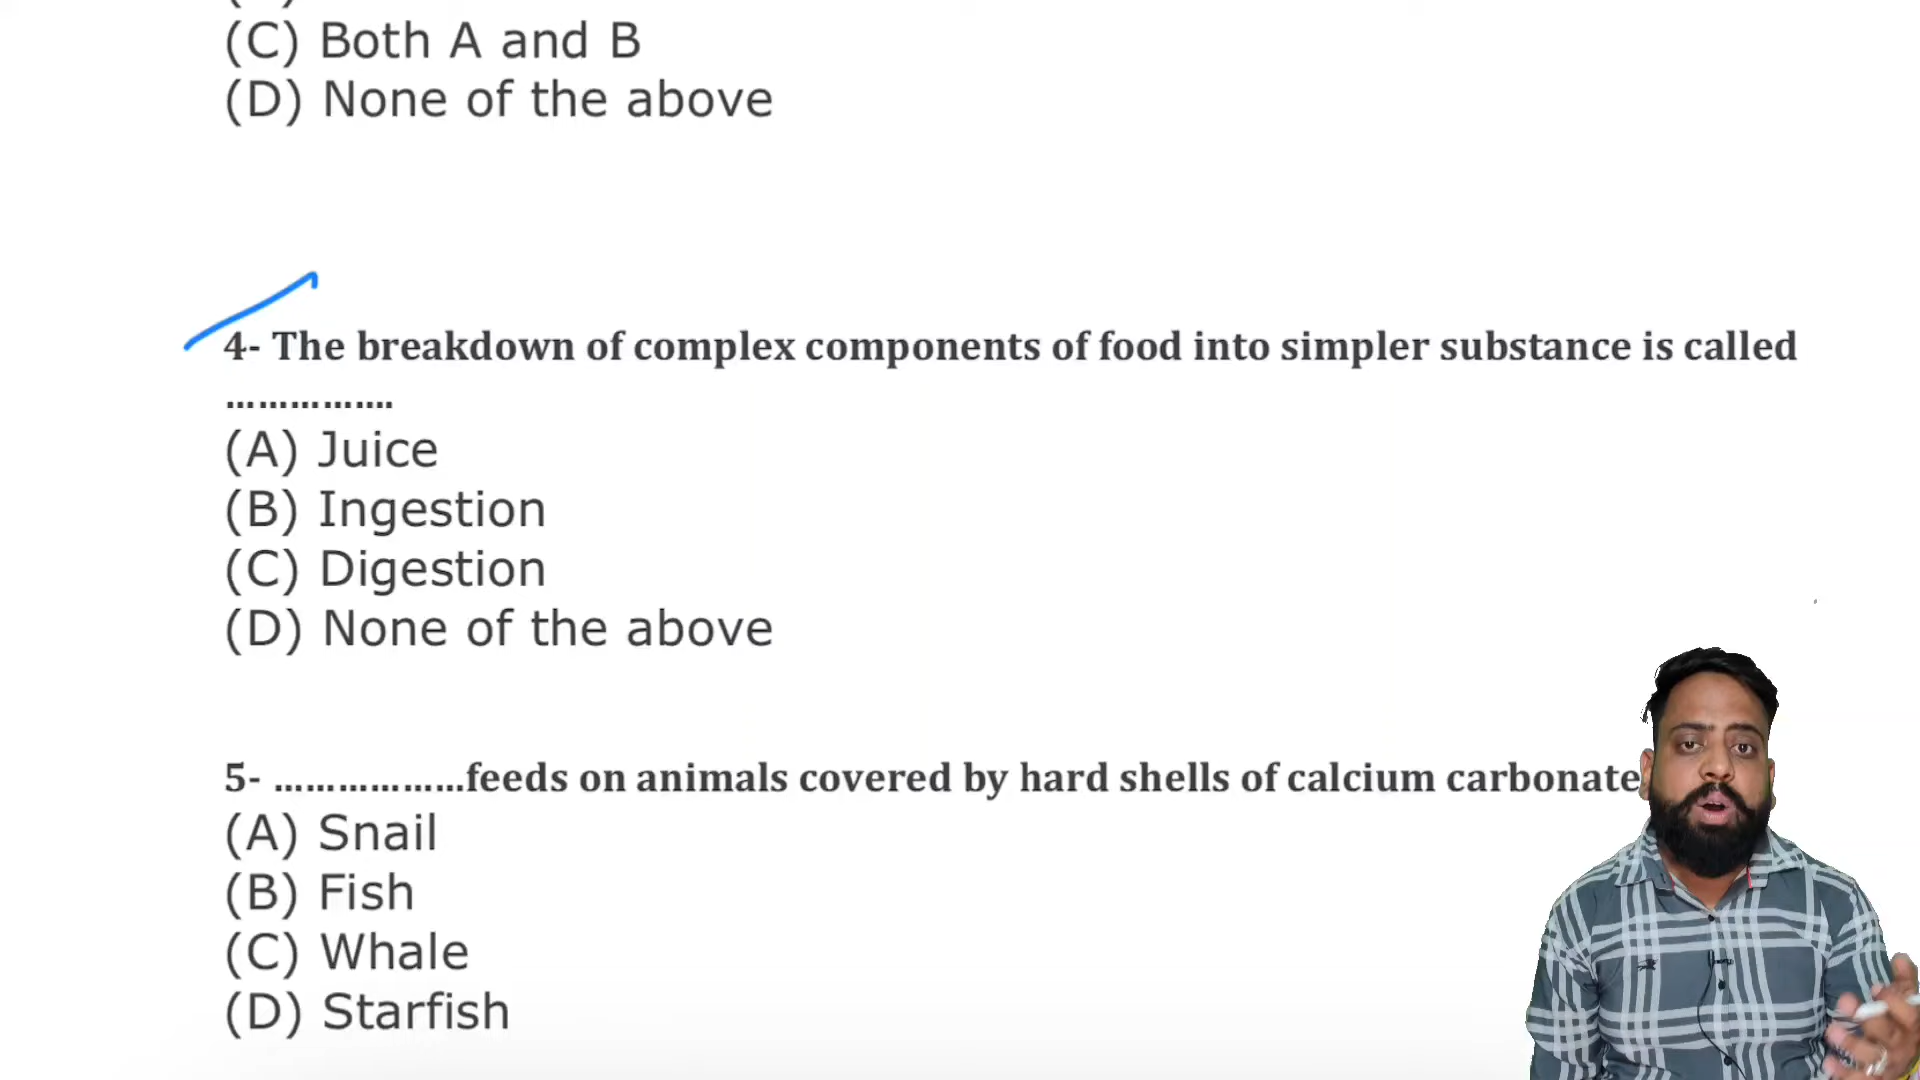 (C) Both A and B
(D) None of the above
4- The breakdown of complex components of food into simpler substance is called
................
(A) Juice
(B) Ingestion
(C) Digestion
(D) None of the above
5- ..................feeds on animals covered by hard shells of calcium carbonate
(A) Snail
(B) Fish
(C) Whale
(D) Starfish